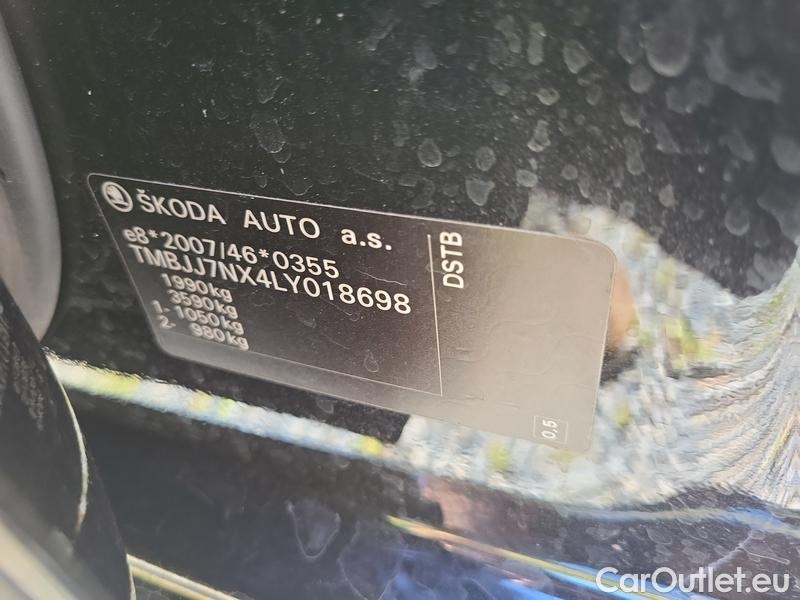 ŠKODA AUTO a.s.
e8*2007/46*0355
TMBJJ7NX4LY018698
1990kg
3590kg
1- 1050kg
2- 980kg
DSTB
0,5
CarOutlet.eu